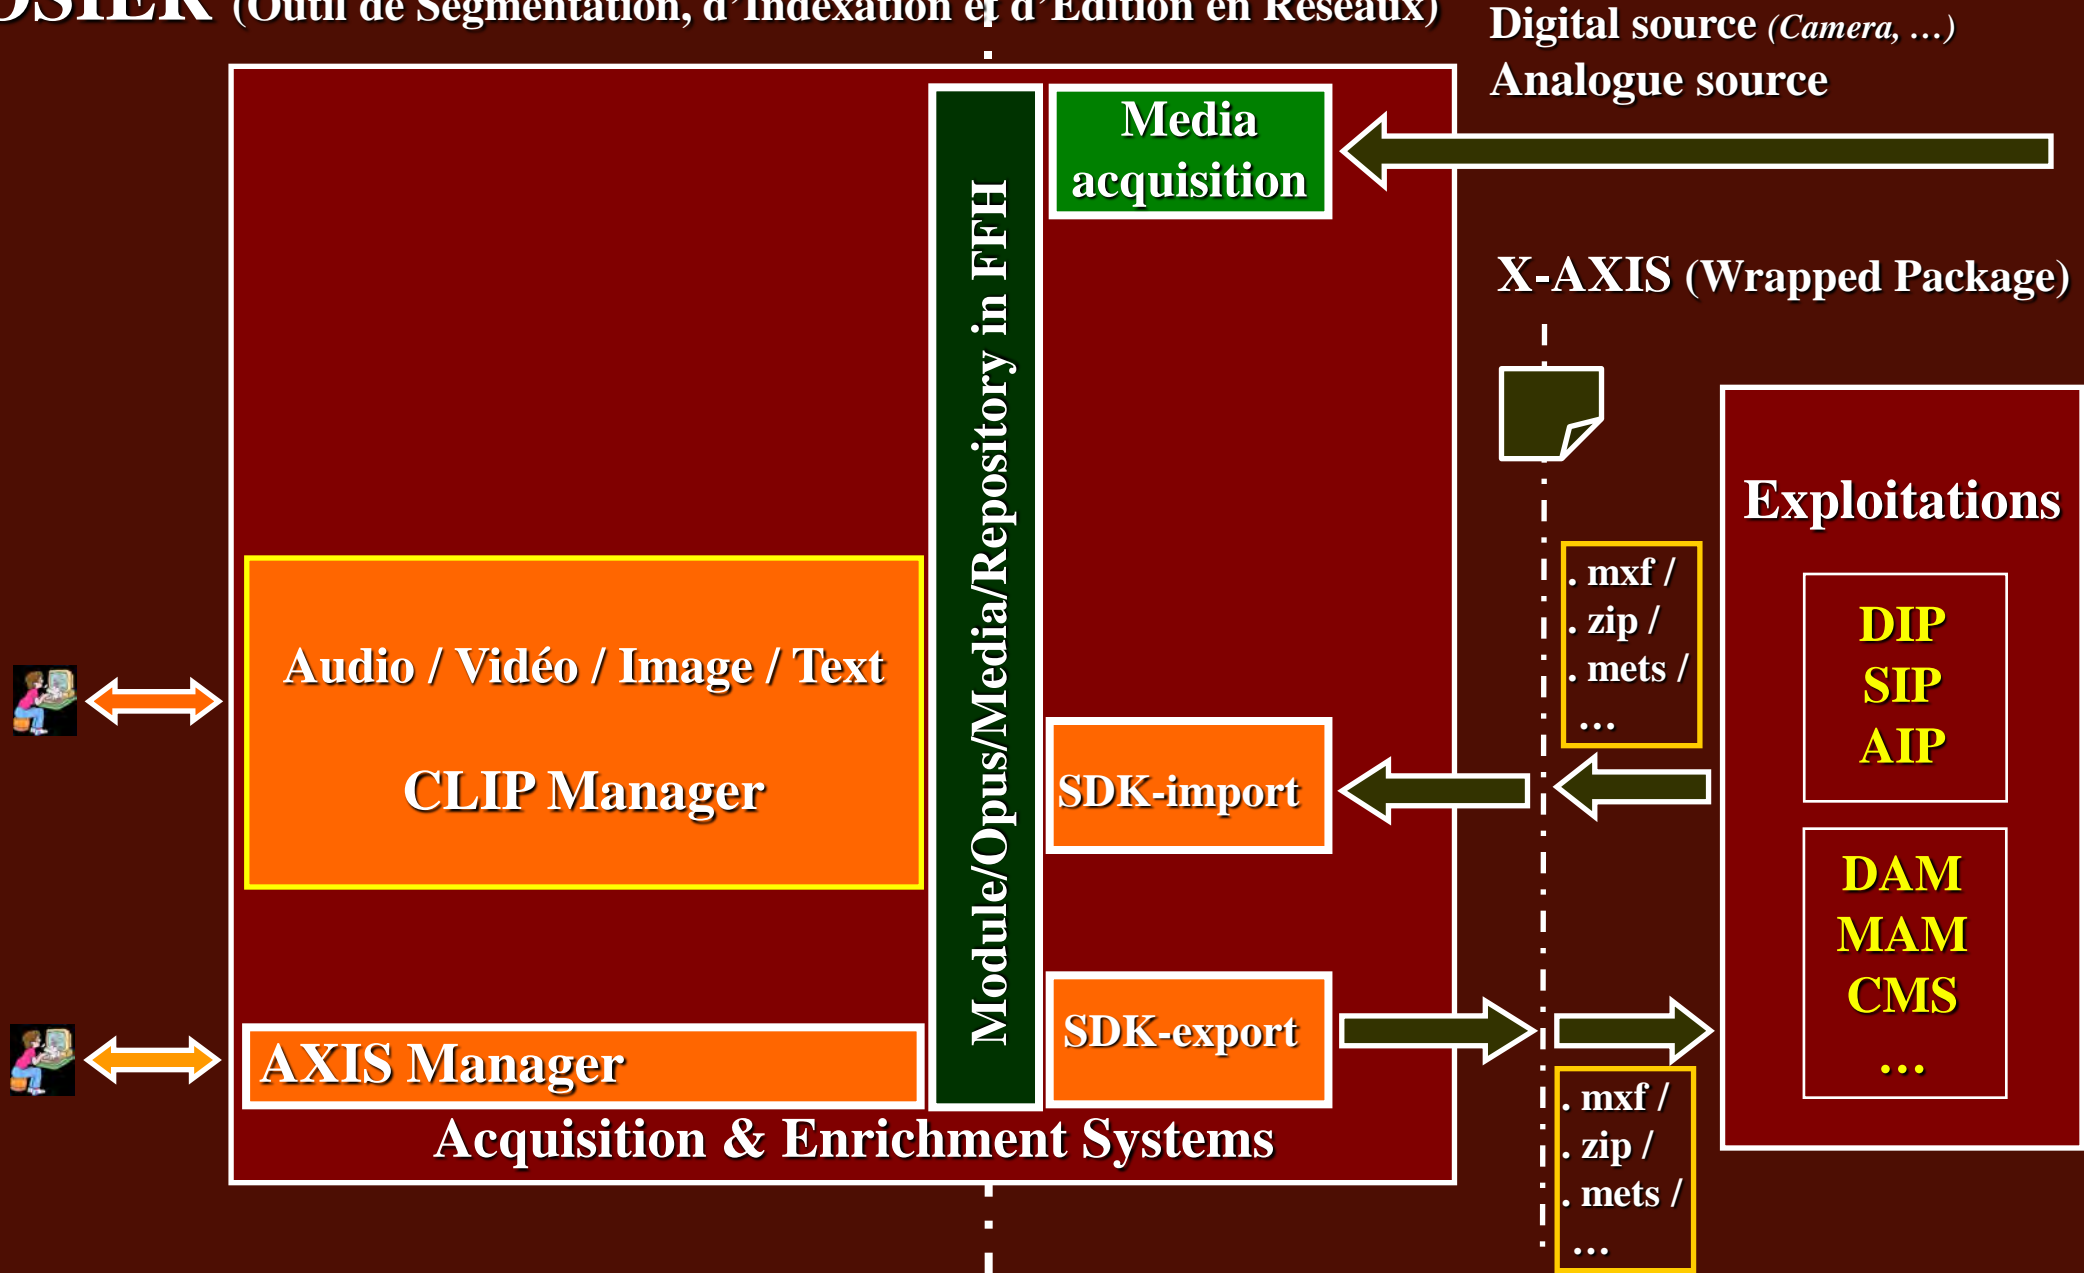 (Outil de Segmentation, d’Indexation et d’Edition en Réseaux)
Digital source (Camera, …)
Analogue source
Media
acquisition
X-AXIS (Wrapped Package)
Module/Opus/Media/Repository in FFH
Exploitations
. mxf /
. zip /
. mets /
…
DIP
SIP
AIP
Audio / Vidéo / Image / Text
CLIP Manager
SDK-import
DAM
MAM
CMS
…
SDK-export
AXIS Manager
. mxf /
. zip /
. mets /
…
Acquisition & Enrichment Systems